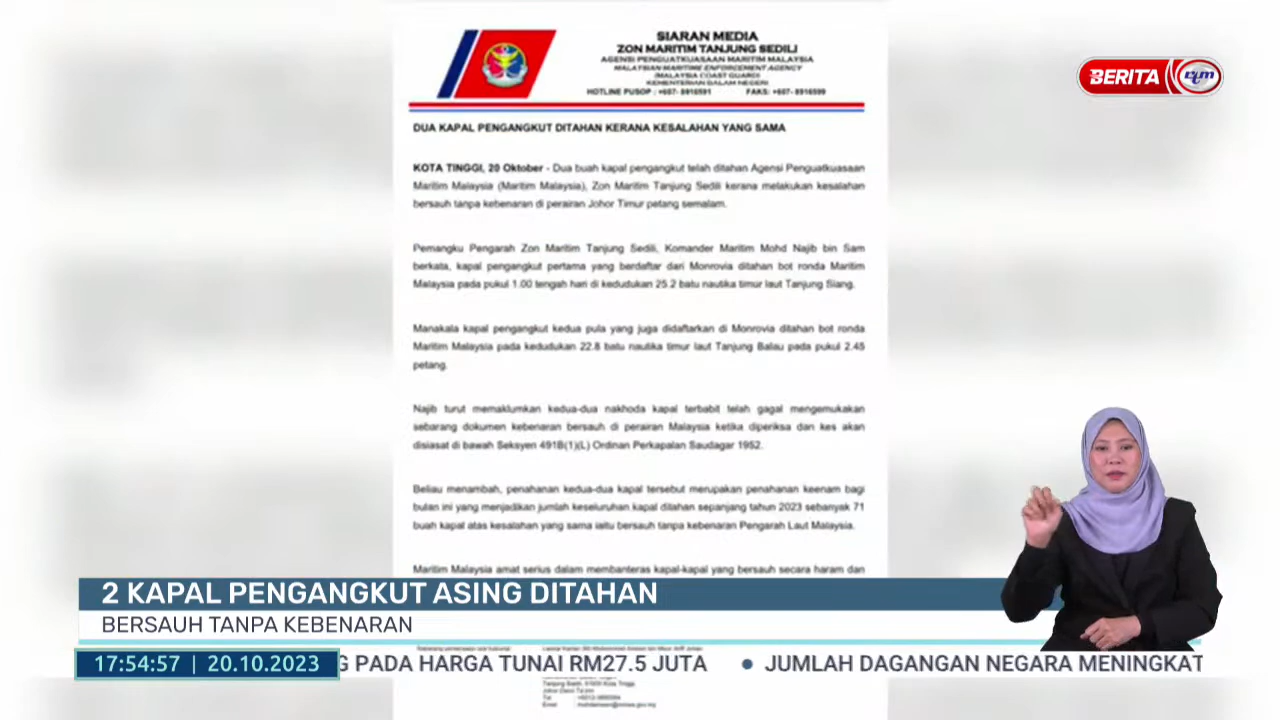 SIARAN MEDIA
ZON MARITIM TANJUNG SEDILI
AGENSI PENGUATKUASAAN MARITIM MALAYSIA
MALAYSIAN MARITIME ENFORCEMENT AGENCY
(MALAYSIA COAST GUARD)
KEMENTERIAN DALAM NEGERI
HOTLINE PUSOP : +607- 8916591 FAKS: +607- 8916599
BERITA rtm
DUA KAPAL PENGANGKUT DITAHAN KERANA KESALAHAN YANG SAMA
KOTA TINGGI, 20 Oktober - Dua buah kapal pengangkut telah ditahan Agensi Penguatkuasaan
Maritim Malaysia (Maritim Malaysia), Zon Maritim Tanjung Sedili kerana melakukan kesalahan
bersauh tanpa kebenaran di perairan Johor Timur petang semalam.
Pemangku Pengarah Zon Maritim Tanjung Sedili, Komander Maritim Mohd Najib bin Sam
berkata, kapal pengangkut pertama yang berdaftar dari Monrovia ditahan bot ronda Maritim
Malaysia pada pukul 1.00 tengah hari di kedudukan 25.2 batu nautika timur laut Tanjung Siang.
Manakala kapal pengangkut kedua pula yang juga didaftarkan di Monrovia ditahan bot ronda
Maritim Malaysia pada kedudukan 22.8 batu nautika timur laut Tanjung Balau pada pukul 2.45
petang.
Najib turut memaklumkan kedua-dua nakhoda kapal terbabit telah gagal mengemukakan
sebarang dokumen kebenaran bersauh di perairan Malaysia ketika diperiksa dan kes akan
disiasat di bawah Seksyen 491B(1)(L) Ordinan Perkapalan Saudagar 1952.
Beliau menambah, penahanan kedua-dua kapal tersebut merupakan penahanan keenam bagi
bulan ini yang menjadikan jumlah keseluruhan kapal ditahan sepanjang tahun 2023 sebanyak 71
buah kapal atas kesalahan yang sama iaitu bersauh tanpa kebenaran Pengarah Laut Malaysia.
Maritim Malaysia amat serius dalam membanteras kapal-kapal yang bersauh secara haram dan
2 KAPAL PENGANGKUT ASING DITAHAN
BERSAUH TANPA KEBENARAN
17:54:57 | 20.10.2023 G PADA HARGA TUNAI RM27.5 JUTA • JUMLAH DAGANGAN NEGARA MENINGKAT